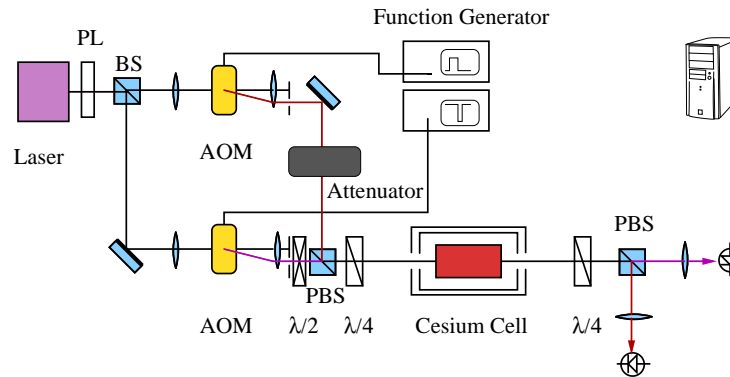 Function Generator
PL
BS
Laser
AOM
Attenuator
PBS
AOM
λ/2
PBS
λ/4
Cesium Cell
λ/4